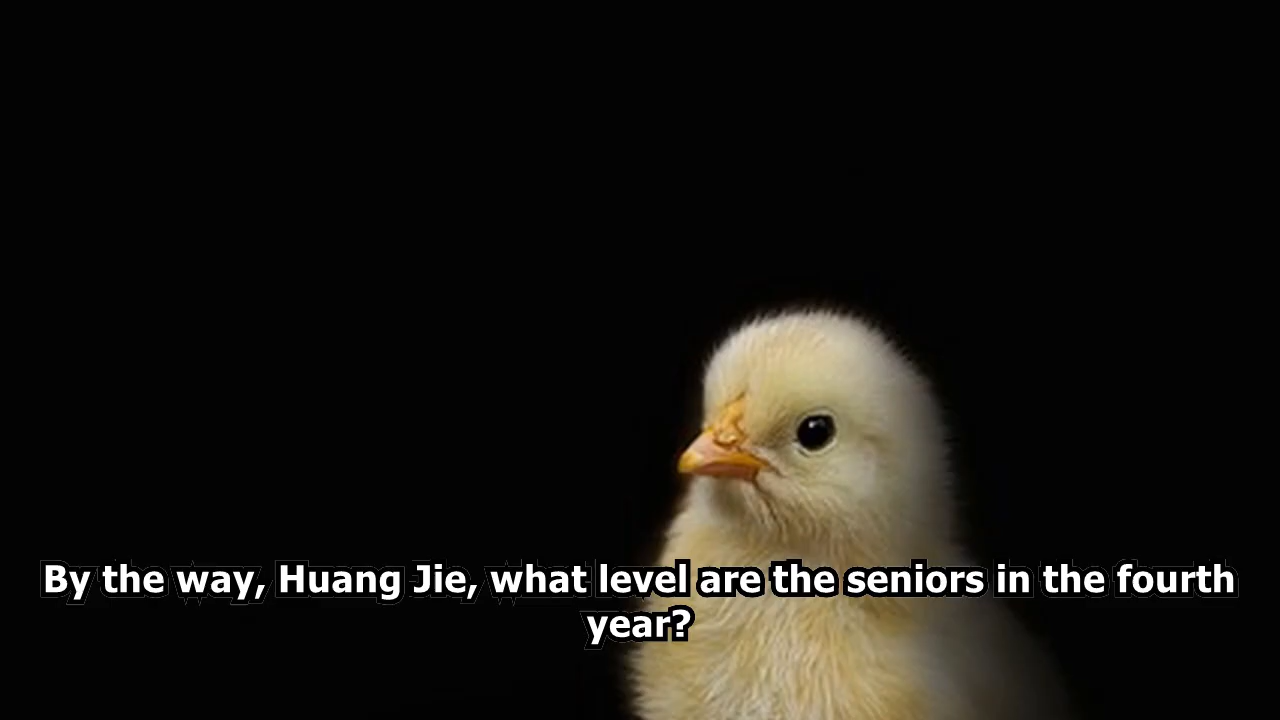 By the way, Huang Jie, what level are the seniors in the fourth
year?